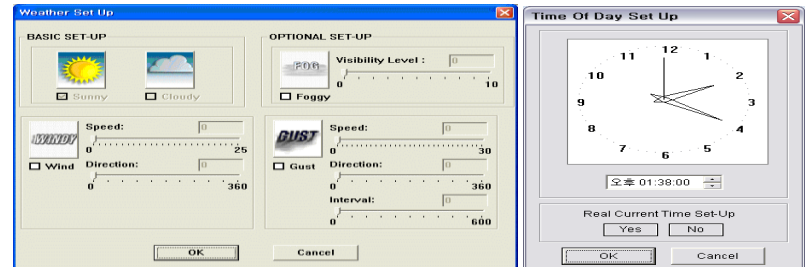 Weather Set Up
BASIC SET-UP
Sunny
Cloudy
OPTIONAL SET-UP
FOG
Visibility Level :
0
0
10
Foggy
WINDY
Wind
Speed:
0
0
25
Direction:
0
0
360
GUST
Gust
Speed:
0
0
30
Direction:
0
0
360
Interval:
0
0
600
OK
Cancel
Time Of Day Set Up
12
1
2
3
4
5
6
7
8
9
10
11
오후 01:38:00
Real Current Time Set-Up
Yes
No
OK
Cancel